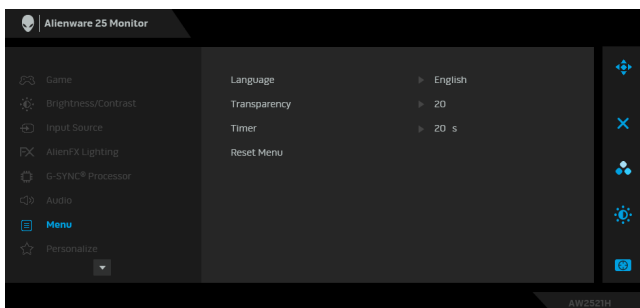 Alienware 25 Monitor
Game
Brightness/Contrast
Input Source
AlienFX Lighting
G-SYNC® Processor
Audio
Menu
Personalize
Language English
Transparency 20
Timer 20 s
Reset Menu
AW2521H